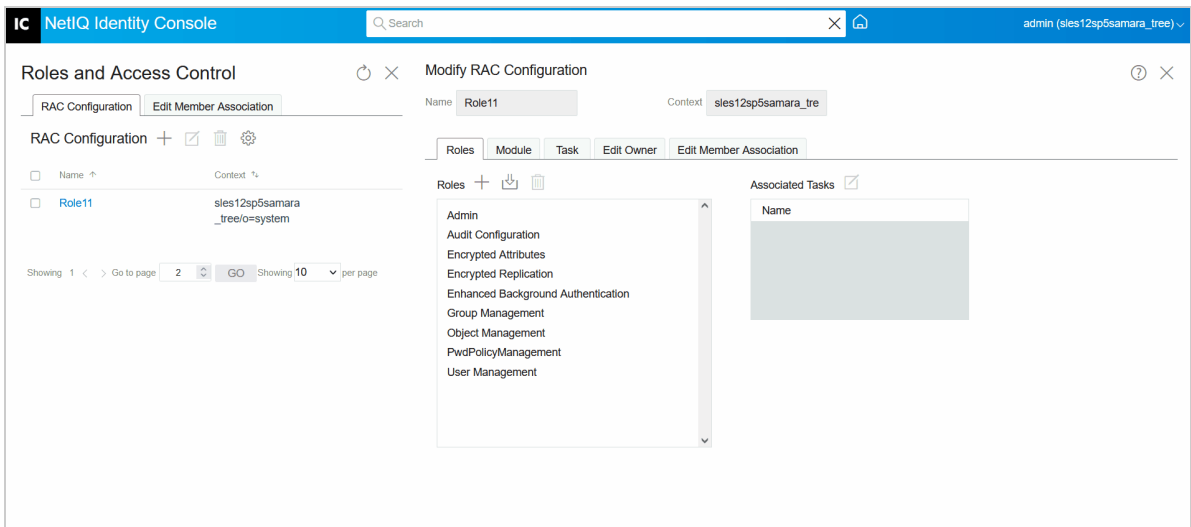 IC NetIQ Identity Console
Search
admin (sles12sp5samara_tree)
Roles and Access Control
RAC Configuration Edit Member Association
RAC Configuration
Name Context
Role11 sles12sp5samara
_tree/o=system
Showing 1 Go to page 2 GO Showing 10 per page
Modify RAC Configuration
Name Role11 Context sles12sp5samara_tre
Roles Module Task Edit Owner Edit Member Association
Roles
Admin
Audit Configuration
Encrypted Attributes
Encrypted Replication
Enhanced Background Authentication
Group Management
Object Management
PwdPolicyManagement
User Management
Associated Tasks
Name